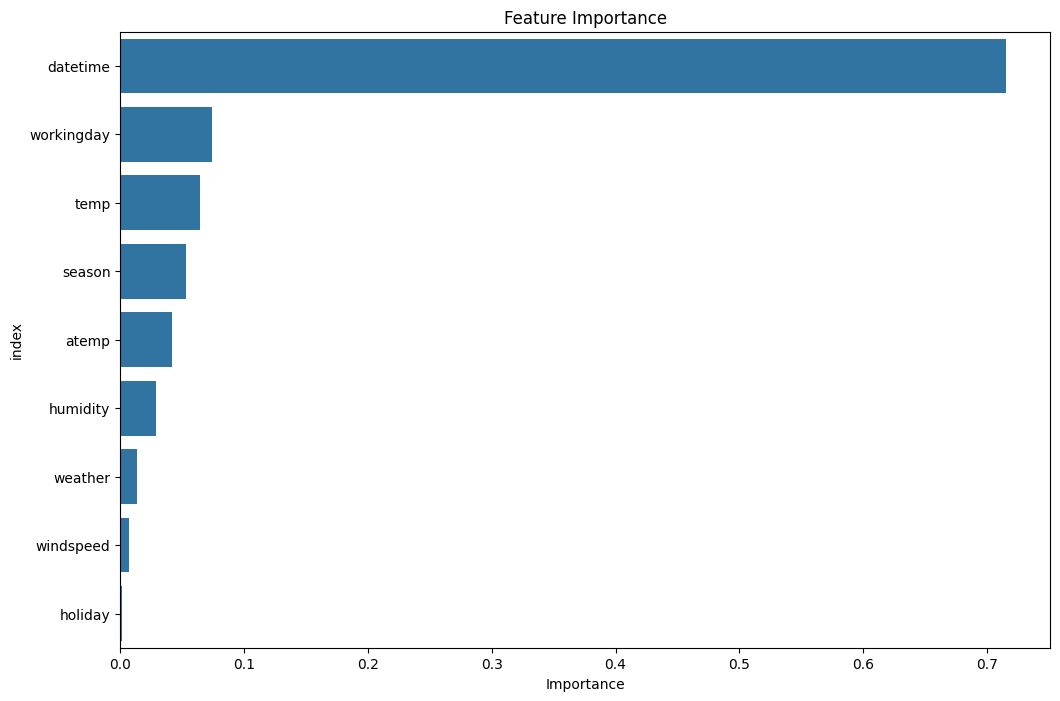 Feature Importance
datetime
workingday
temp
season
atemp
humidity
weather
windspeed
holiday
index
0.0 0.1 0.2 0.3 0.4 0.5 0.6 0.7
Importance